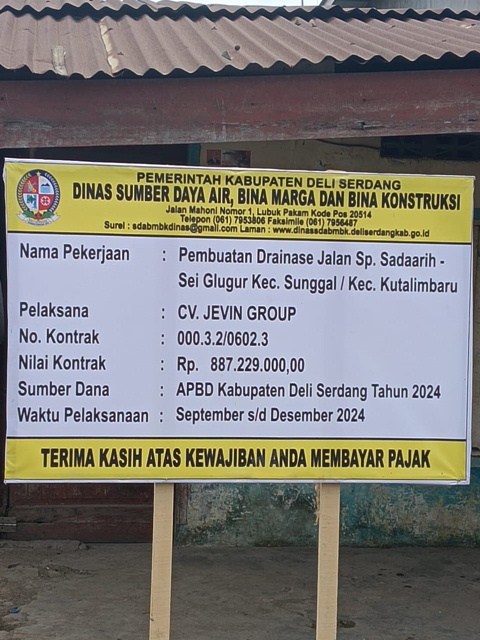 PEMERINTAH KABUPATEN DELI SERDANG
DINAS SUMBER DAYA AIR, BINA MARGA DAN BINA KONSTRUKSI
Jalan Mahoni Nomor 1, Lubuk Pakam Kode Pos 20514
Telepon (061) 7953806 Faksimile (061) 7956487
Surel : sdabmbkdinas@gmail.com Laman : www.dinassdabmbk.deliserdangkab.go.id
Nama Pekerjaan : Pembuatan Drainase Jalan Sp. Sadaarih -
Sei Glugur Kec. Sunggal / Kec. Kutalimbaru
Pelaksana : CV. JEVIN GROUP
No. Kontrak : 000.3.2/0602.3
Nilai Kontrak : Rp. 887.229.000,00
Sumber Dana : APBD Kabupaten Deli Serdang Tahun 2024
Waktu Pelaksanaan : September s/d Desember 2024
TERIMA KASIH ATAS KEWAJIBAN ANDA MEMBAYAR PAJAK